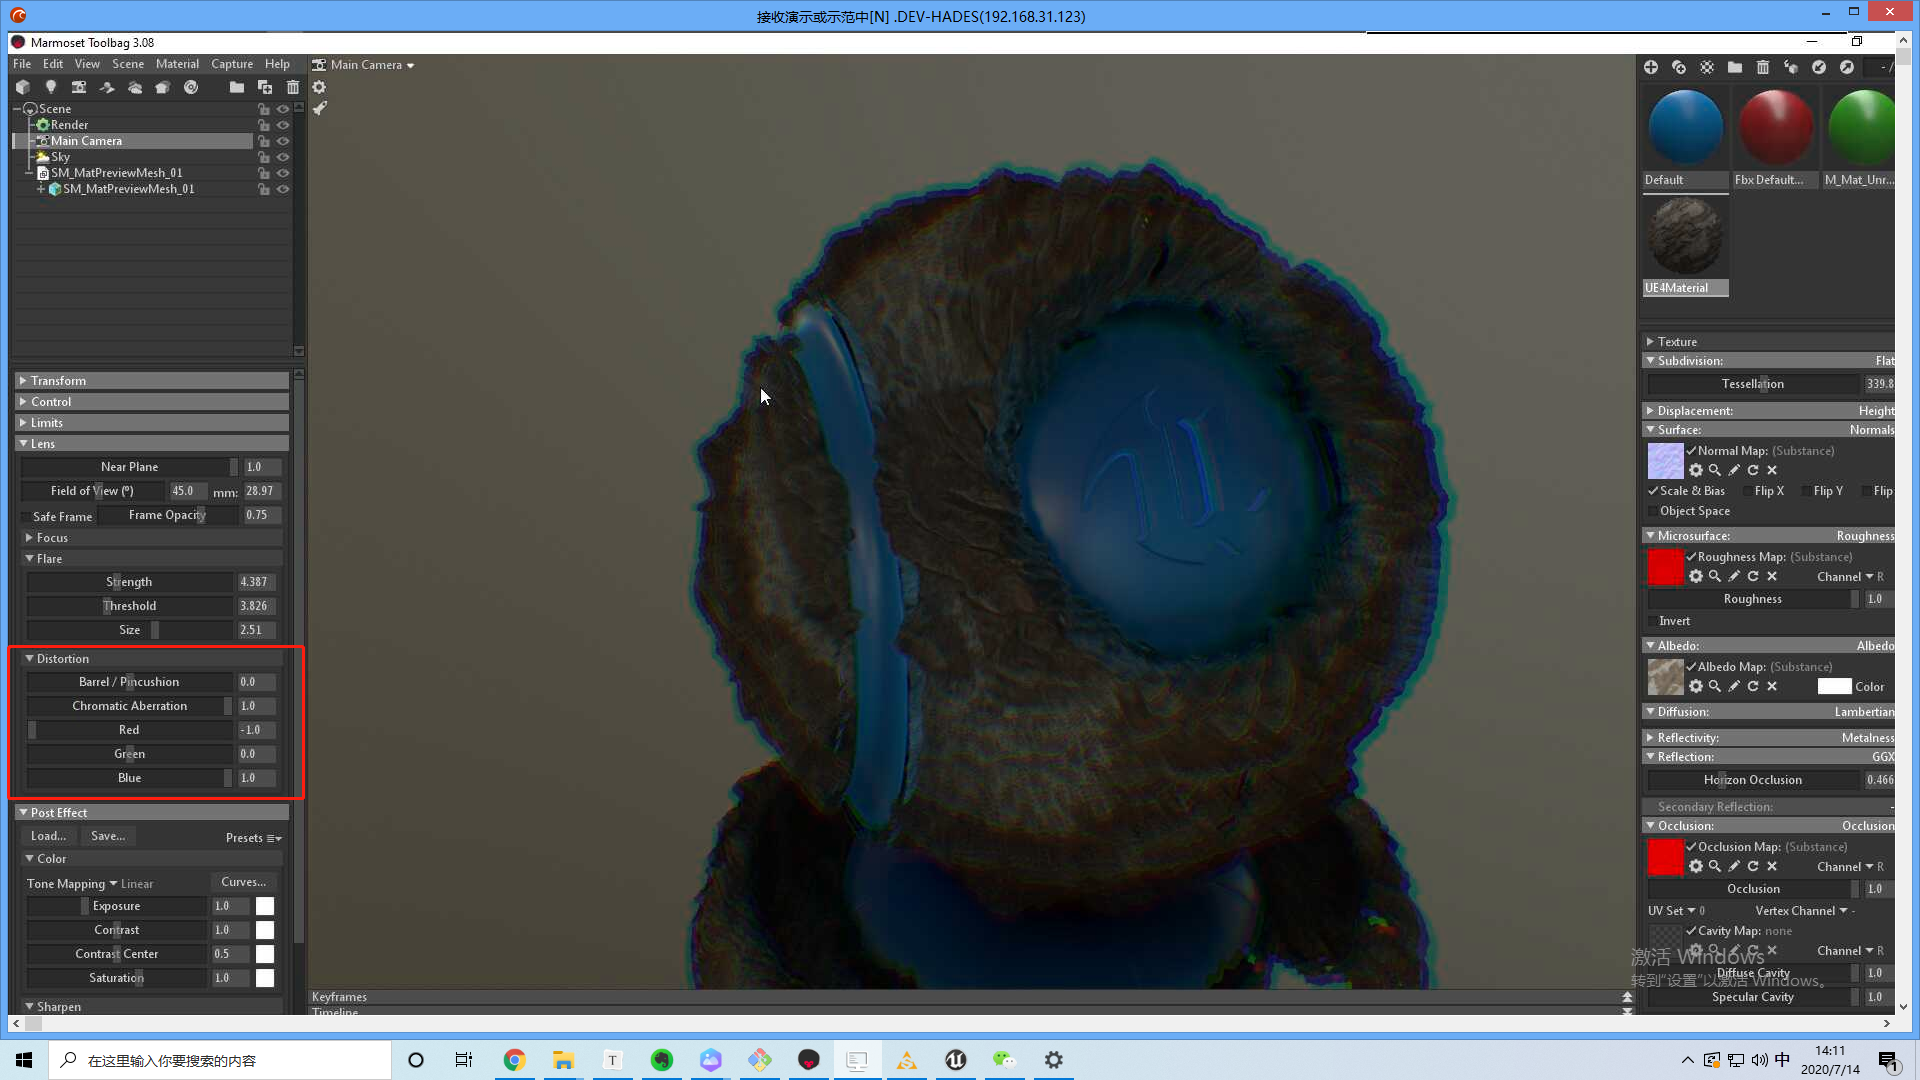 接收演示或示范中[N] .DEV-HADES(192.168.31.123)
Marmoset Toolbag 3.08
File Edit View Scene Material Capture Help
Main Camera
Scene
Render
Main Camera
Sky
SM_MatPreviewMesh_01
SM_MatPreviewMesh_01
Transform
Control
Limits
Lens
Near Plane 1.0
Field of View (º) 45.0 mm: 28.97
Safe Frame Frame Opacity 0.75
Focus
Flare
Strength 4.387
Threshold 3.826
Size 2.51
Distortion
Barrel / Pincushion 0.0
Chromatic Aberration 1.0
Red -1.0
Green 0.0
Blue 1.0
Post Effect
Load... Save... Presets
Color
Tone Mapping Linear Curves...
Exposure 1.0
Contrast 1.0
Contrast Center 0.5
Saturation 1.0
Sharpen
Keyframes
Timeline
Default Fbx Default... M_Mat_Unr...
UE4Material
Texture
Subdivision: Flat
Tessellation 339.8
Displacement: Height
Surface: Normals
Normal Map: (Substance)
Scale & Bias Flip X Flip Y Flip
Object Space
Microsurface: Roughness
Roughness Map: (Substance)
Channel R
Roughness 1.0
Invert
Albedo: Albedo
Albedo Map: (Substance)
Color
Diffusion: Lambertian
Reflectivity: Metalness
Reflection: GGX
Horizon Occlusion 0.466
Secondary Reflection: -
Occlusion: Occlusion
Occlusion Map: (Substance)
Channel R
Occlusion 1.0
UV Set 0 Vertex Channel -
Cavity Map: none
Channel R
激活 Windows
转到"设置"以激活 Windows。
Diffuse Cavity 1.0
Specular Cavity 1.0
在这里输入你要搜索的内容
T
中
14:11
2020/7/14
1